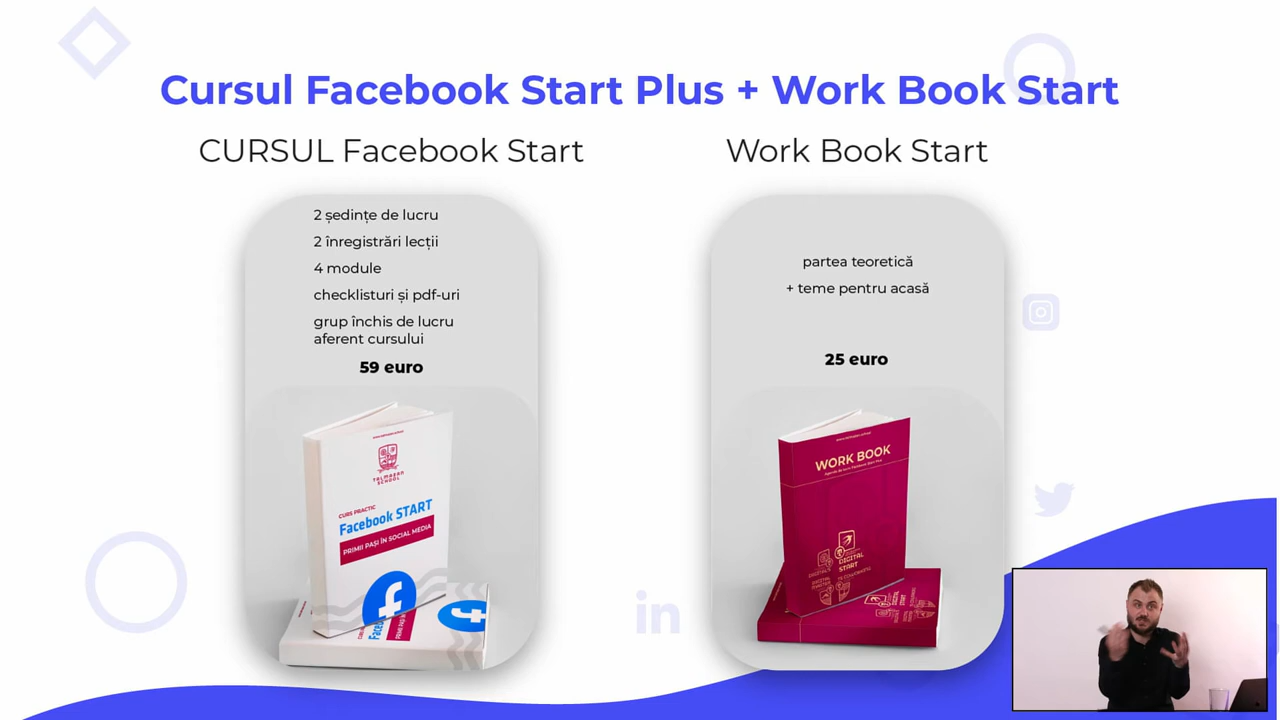 Cursul Facebook Start Plus + Work Book Start
CURSUL Facebook Start
2 ședințe de lucru
2 înregistrări lecții
4 module
checklisturi și pdf-uri
grup închis de lucru
aferent cursului
59 euro
TALMAZAN
SCHOOL
CURS PRACTIC
Facebook START
PRIMII PAȘI ÎN SOCIAL MEDIA
Work Book Start
partea teoretică
+ teme pentru acasă
25 euro
WORK BOOK
DIGITAL
START
in